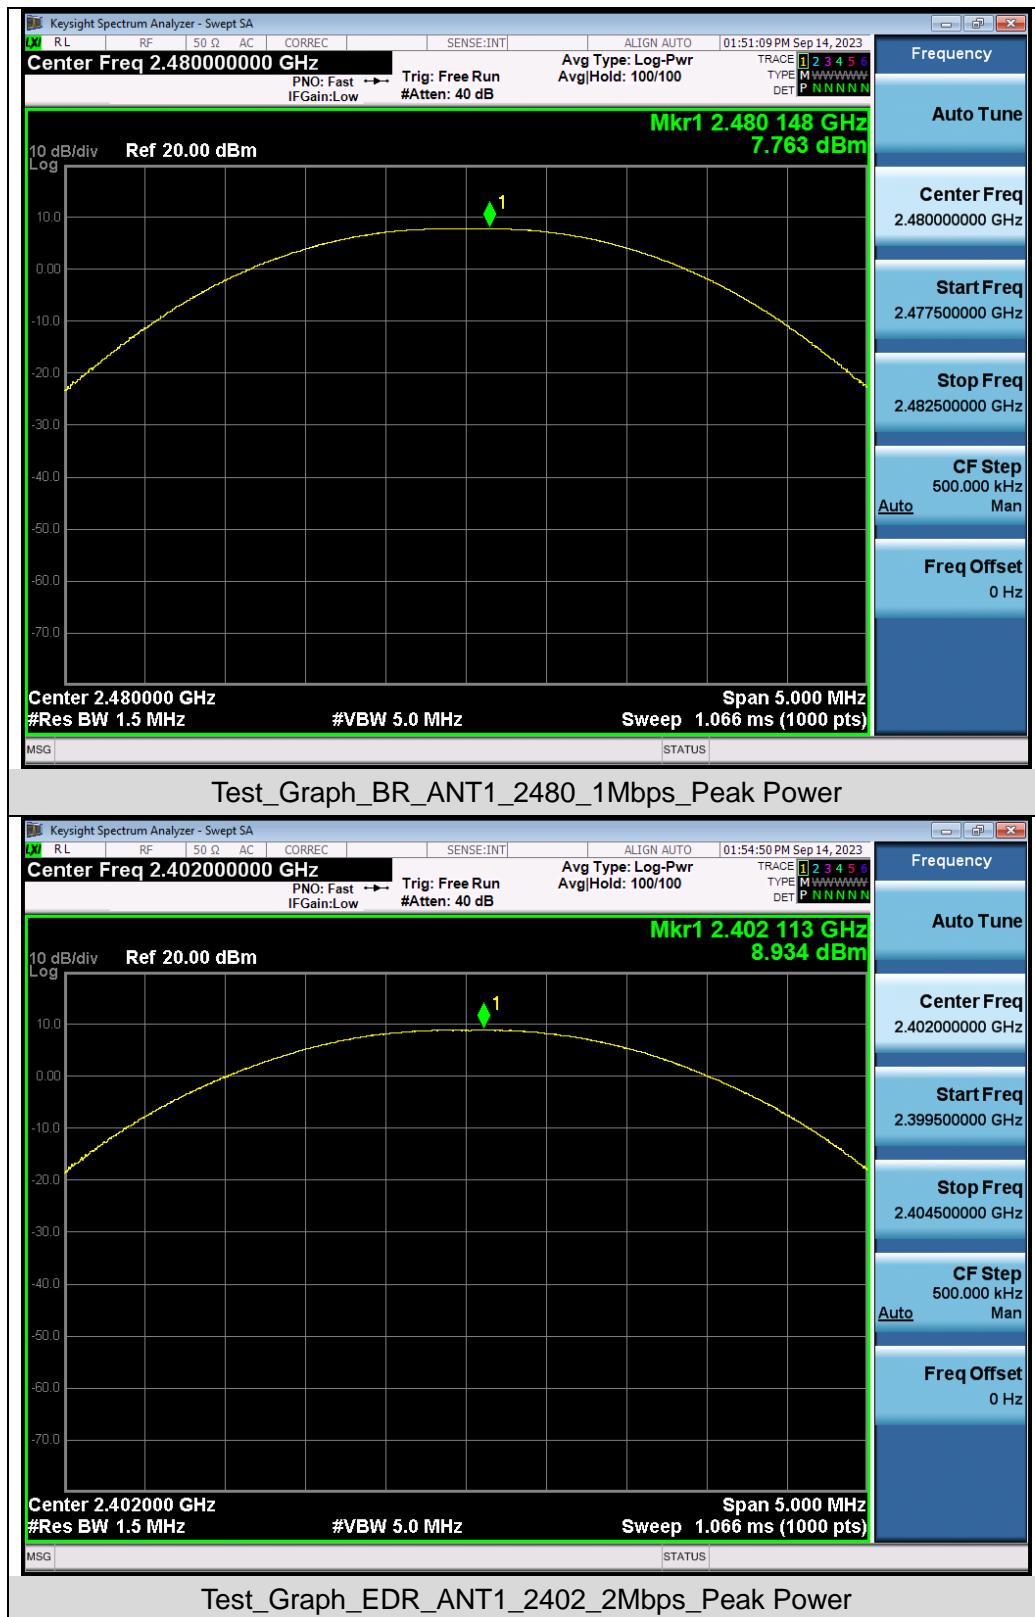 Keysight Spectrum Analyzer - Swept SA
LXI RL RF 50 Ω AC CORREC SENSE:INT ALIGN AUTO 01:51:09 PM Sep 14, 2023
Center Freq 2.480000000 GHz
PNO: Fast
IFGain:Low
Trig: Free Run
#Atten: 40 dB
Avg Type: Log-Pwr
Avg|Hold: 100/100
TRACE 1 2 3 4 5 6
TYPE M WWWWW
DET P N N N N N
Mkr1 2.480 148 GHz
7.763 dBm
10 dB/div Ref 20.00 dBm
Log
10.0
0.00
-10.0
-20.0
-30.0
-40.0
-50.0
-60.0
-70.0
1
Center 2.480000 GHz Span 5.000 MHz
#Res BW 1.5 MHz #VBW 5.0 MHz Sweep 1.066 ms (1000 pts)
MSG STATUS
Frequency
Auto Tune
Center Freq
2.480000000 GHz
Start Freq
2.477500000 GHz
Stop Freq
2.482500000 GHz
CF Step
500.000 kHz
Auto Man
Freq Offset
0 Hz
Test_Graph_BR_ANT1_2480_1Mbps_Peak Power
Keysight Spectrum Analyzer - Swept SA
LXI RL RF 50 Ω AC CORREC SENSE:INT ALIGN AUTO 01:54:50 PM Sep 14, 2023
Center Freq 2.402000000 GHz
PNO: Fast
IFGain:Low
Trig: Free Run
#Atten: 40 dB
Avg Type: Log-Pwr
Avg|Hold: 100/100
TRACE 1 2 3 4 5 6
TYPE M WWWWW
DET P N N N N N
Mkr1 2.402 113 GHz
8.934 dBm
10 dB/div Ref 20.00 dBm
Log
10.0
0.00
-10.0
-20.0
-30.0
-40.0
-50.0
-60.0
-70.0
1
Center 2.402000 GHz Span 5.000 MHz
#Res BW 1.5 MHz #VBW 5.0 MHz Sweep 1.066 ms (1000 pts)
MSG STATUS
Frequency
Auto Tune
Center Freq
2.402000000 GHz
Start Freq
2.399500000 GHz
Stop Freq
2.404500000 GHz
CF Step
500.000 kHz
Auto Man
Freq Offset
0 Hz
Test_Graph_EDR_ANT1_2402_2Mbps_Peak Power